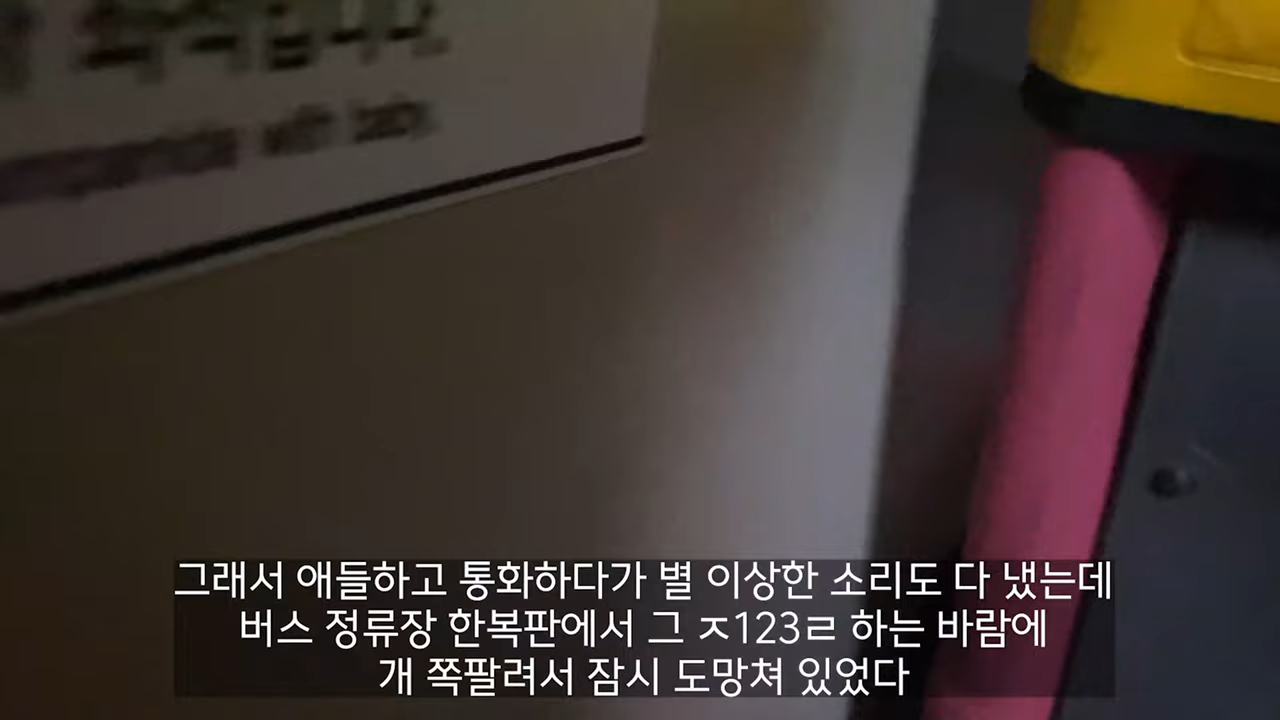 with baby.
그래서 애들하고 통화하다가 별 이상한 소리도 다 냈는데
버스 정류장 한복판에서 그 ㅈ123ㄹ 하는 바람에
개 쪽팔려서 잠시 도망쳐 있었다